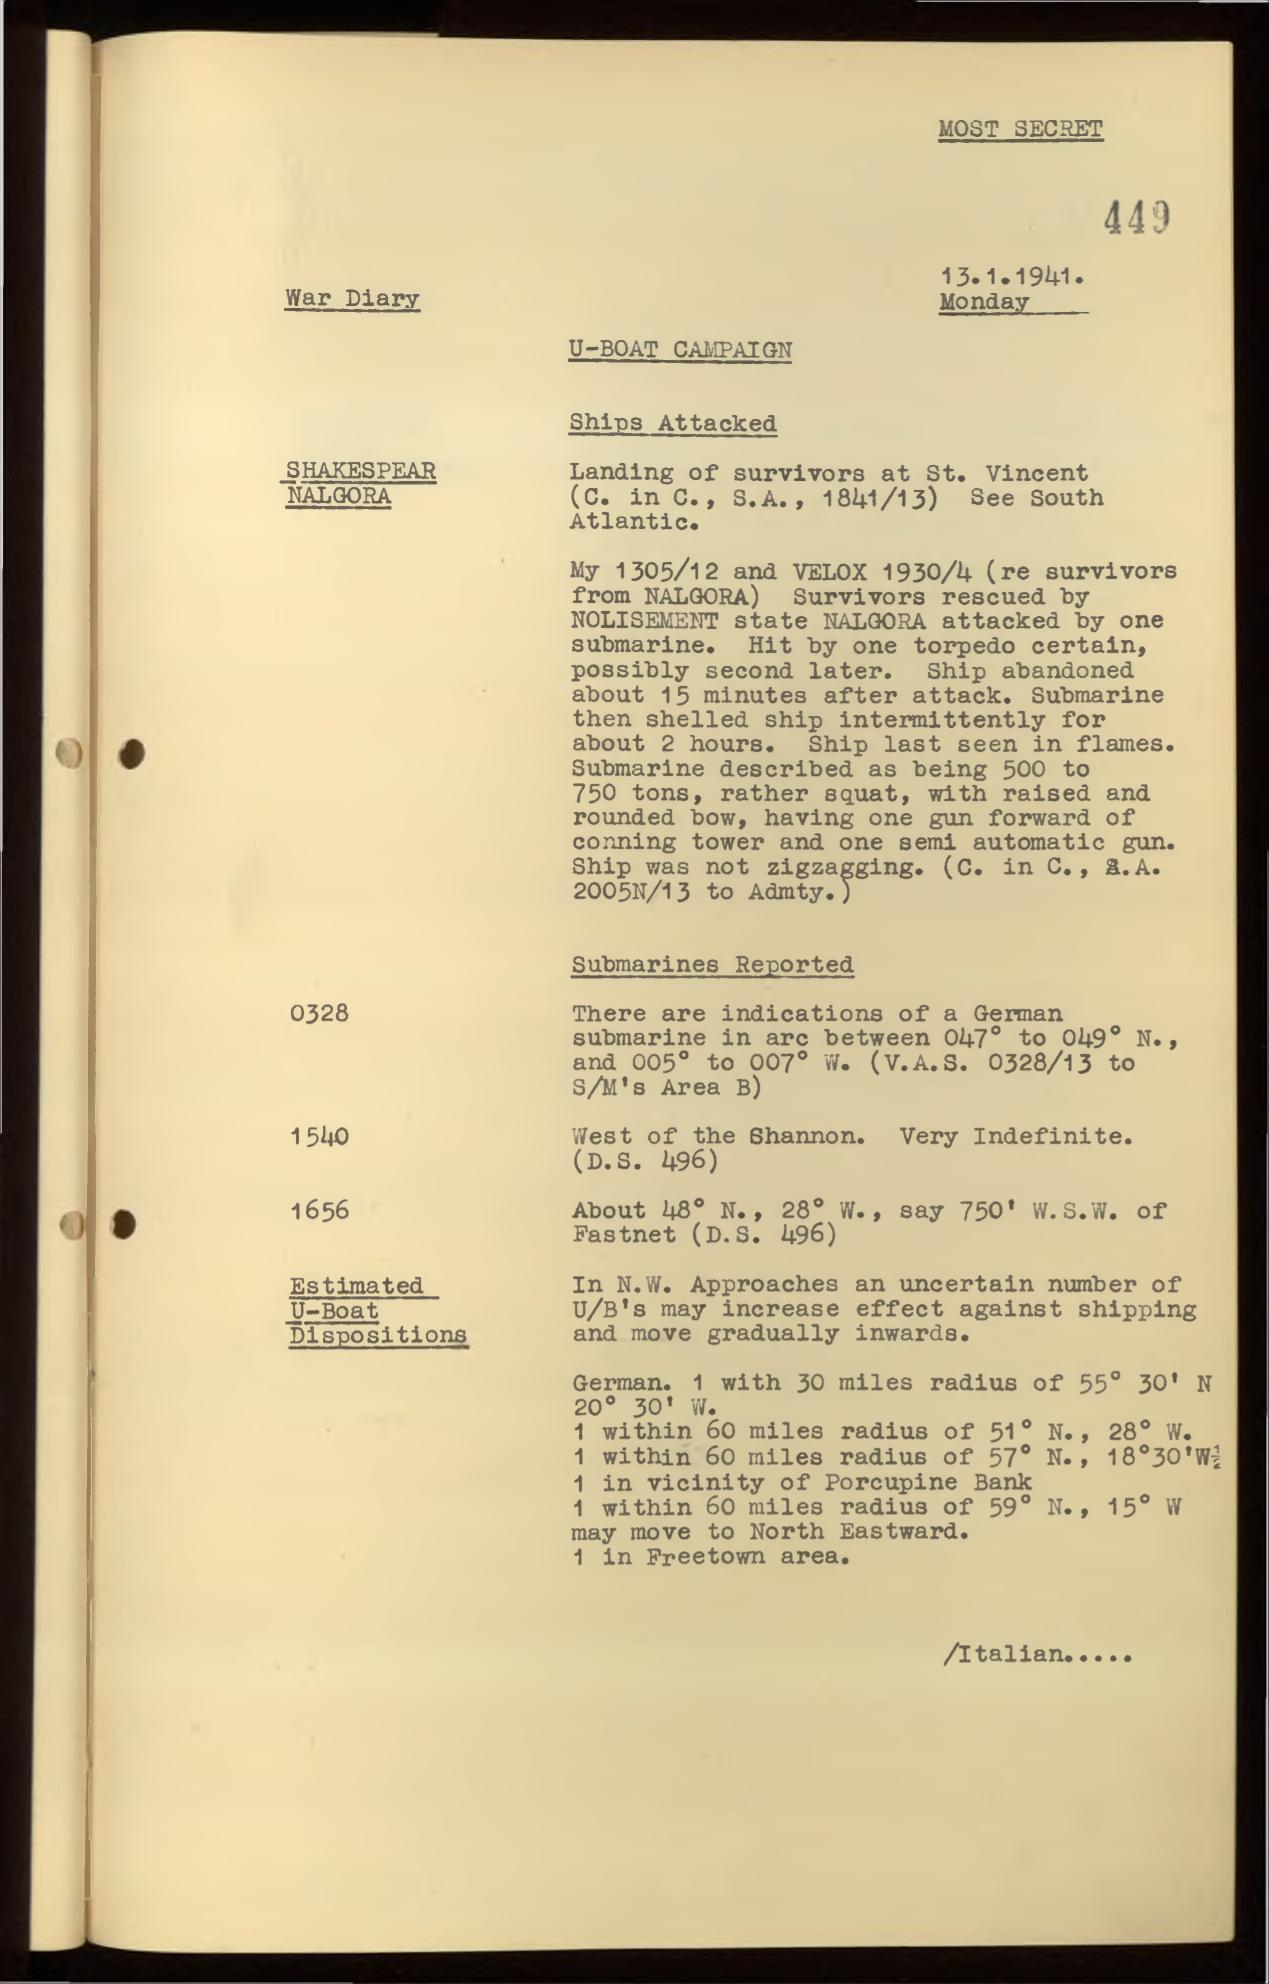 MOST SECRET
449
13.1.1941.
War Diary
Monday
U-BOAT CAMPAIGN
Ships Attacked
SHAKESPEAR
NALGORA
Landing of survivors at St. Vincent
(C. in C., S.A., 1841/13) See South
Atlantic.
My 1305/12 and VELOX 1930/4 (re survivors
from NALGORA) Survivors rescued by
NOLISEMENT state NALGORA attacked by one
submarine. Hit by one torpedo certain,
possibly second later. Ship abandoned
about 15 minutes after attack. Submarine
then shelled ship intermittently for
about 2 hours. Ship last seen in flames.
Submarine described as being 500 to
750 tons, rather squat, with raised and
rounded bow, having one gun forward of
conning tower and one semi automatic gun.
Ship was not zigzagging. (C. in C., S.A.
2005N/13 to Admty.)
Submarines Reported
0328
There are indications of a German
submarine in arc between 047° to 049° N.,
and 005° to 007° W. (V.A.S. 0328/13 to
S/M's Area B)
1540
West of the Shannon. Very Indefinite.
(D.S. 496)
1656
About 48° N., 28° W., say 750' W.S.W. of
Fastnet (D.S. 496)
Estimated
U-Boat
Dispositions
In N.W. Approaches an uncertain number of
U/B's may increase effect against shipping
and move gradually inwards.
German. 1 with 30 miles radius of 55° 30' N
20° 30' W.
1 within 60 miles radius of 51° N., 28° W.
1 within 60 miles radius of 57° N., 18°30'W½
1 in vicinity of Porcupine Bank
1 within 60 miles radius of 59° N., 15° W
may move to North Eastward.
1 in Freetown area.
/Italian.....